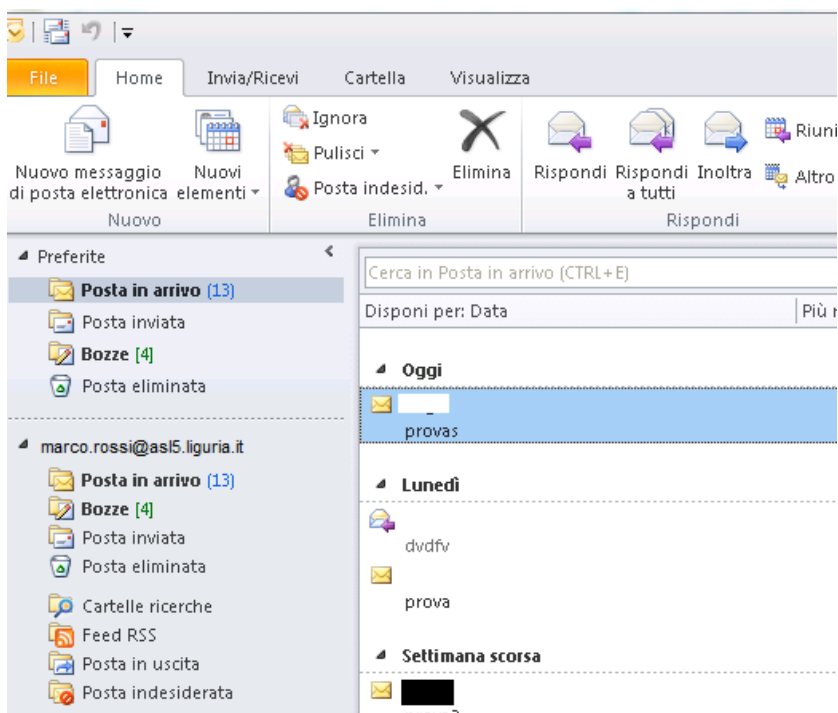 File Home Invia/Ricevi Cartella Visualizza
Nuovo messaggio di posta elettronica
Nuovi elementi
Ignora
Pulisci
Posta indesid.
Elimina
Rispondi
Rispondi a tutti
Inoltra
Riuni
Altro
Nuovo Elimina Rispondi
Preferite
Posta in arrivo (13)
Posta inviata
Bozze [4]
Posta eliminata
marco.rossi@asl5.liguria.it
Posta in arrivo (13)
Bozze [4]
Posta inviata
Posta eliminata
Cartelle ricerche
Feed RSS
Posta in uscita
Posta indesiderata
Cerca in Posta in arrivo (CTRL+E)
Disponi per: Data Più
Oggi
provas
Lunedì
dvdfv
prova
Settimana scorsa